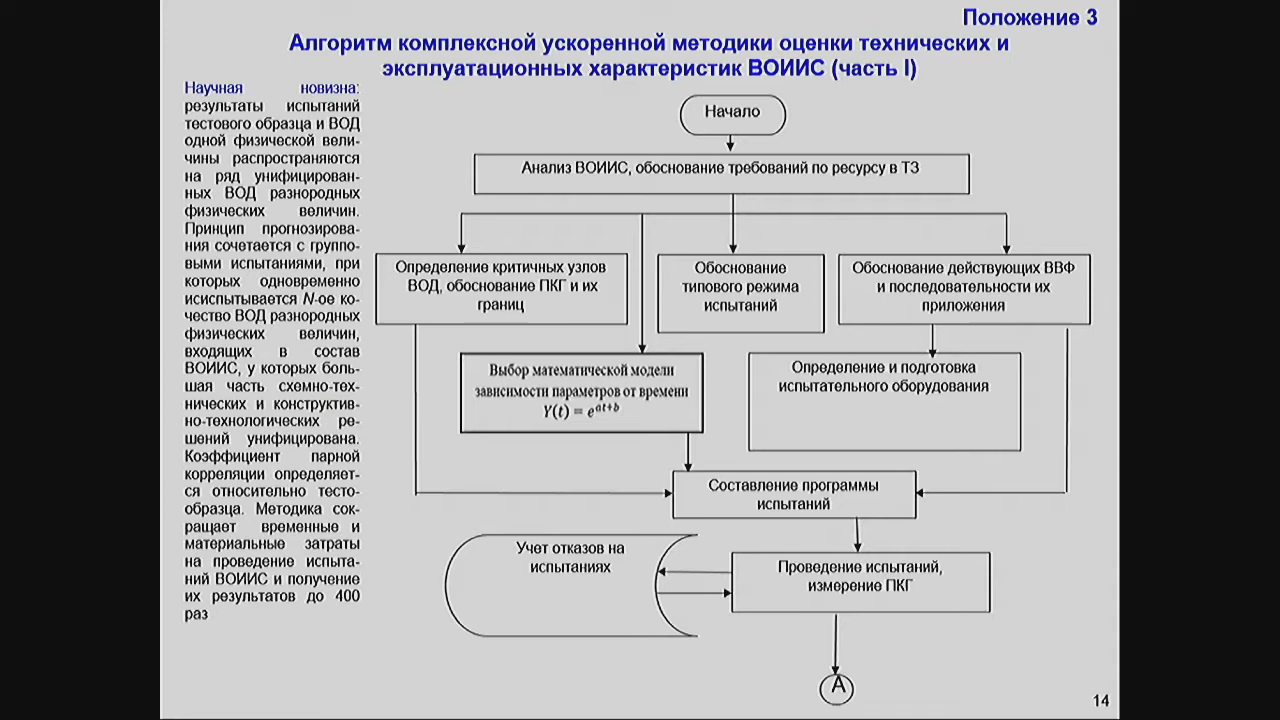 Положение 3
Алгоритм комплексной ускоренной методики оценки технических и
эксплуатационных характеристик ВОИИС (часть I)
Научная новизна:
результаты испытаний
тестового образца и ВОД
одной физической вели-
чины распространяются
на ряд унифицирован-
ных ВОД разнородных
физических величин.
Принцип прогнозирова-
ния сочетается с группо-
выми испытаниями, при
которых одновременно
исиспытывается N-ое ко-
чество ВОД разнородных
физических величин,
входящих в состав
ВОИИС, у которых боль-
шая часть схемно-тех-
нических и конструктив-
но-технологических ре-
шений унифицирована.
Коэффициент парной
корреляции определяет-
ся относительно тесто-
образца. Методика сок-
ращает временные и
материальные затраты
на проведение испыта-
ний ВОИИС и получение
их результатов до 400
раз
Начало
Анализ ВОИИС, обоснование требований по ресурсу в ТЗ
Определение критичных узлов
ВОД, обоснование ПКГ и их
границ
Обоснование
типового режима
испытаний
Обоснование действующих ВВФ
и последовательности их
приложения
Выбор математической модели
зависимости параметров от времени
Y(t) = e^{at+b}
Определение и подготовка
испытательного оборудования
Составление программы
испытаний
Учет отказов на
испытаниях
Проведение испытаний,
измерение ПКГ
А
14